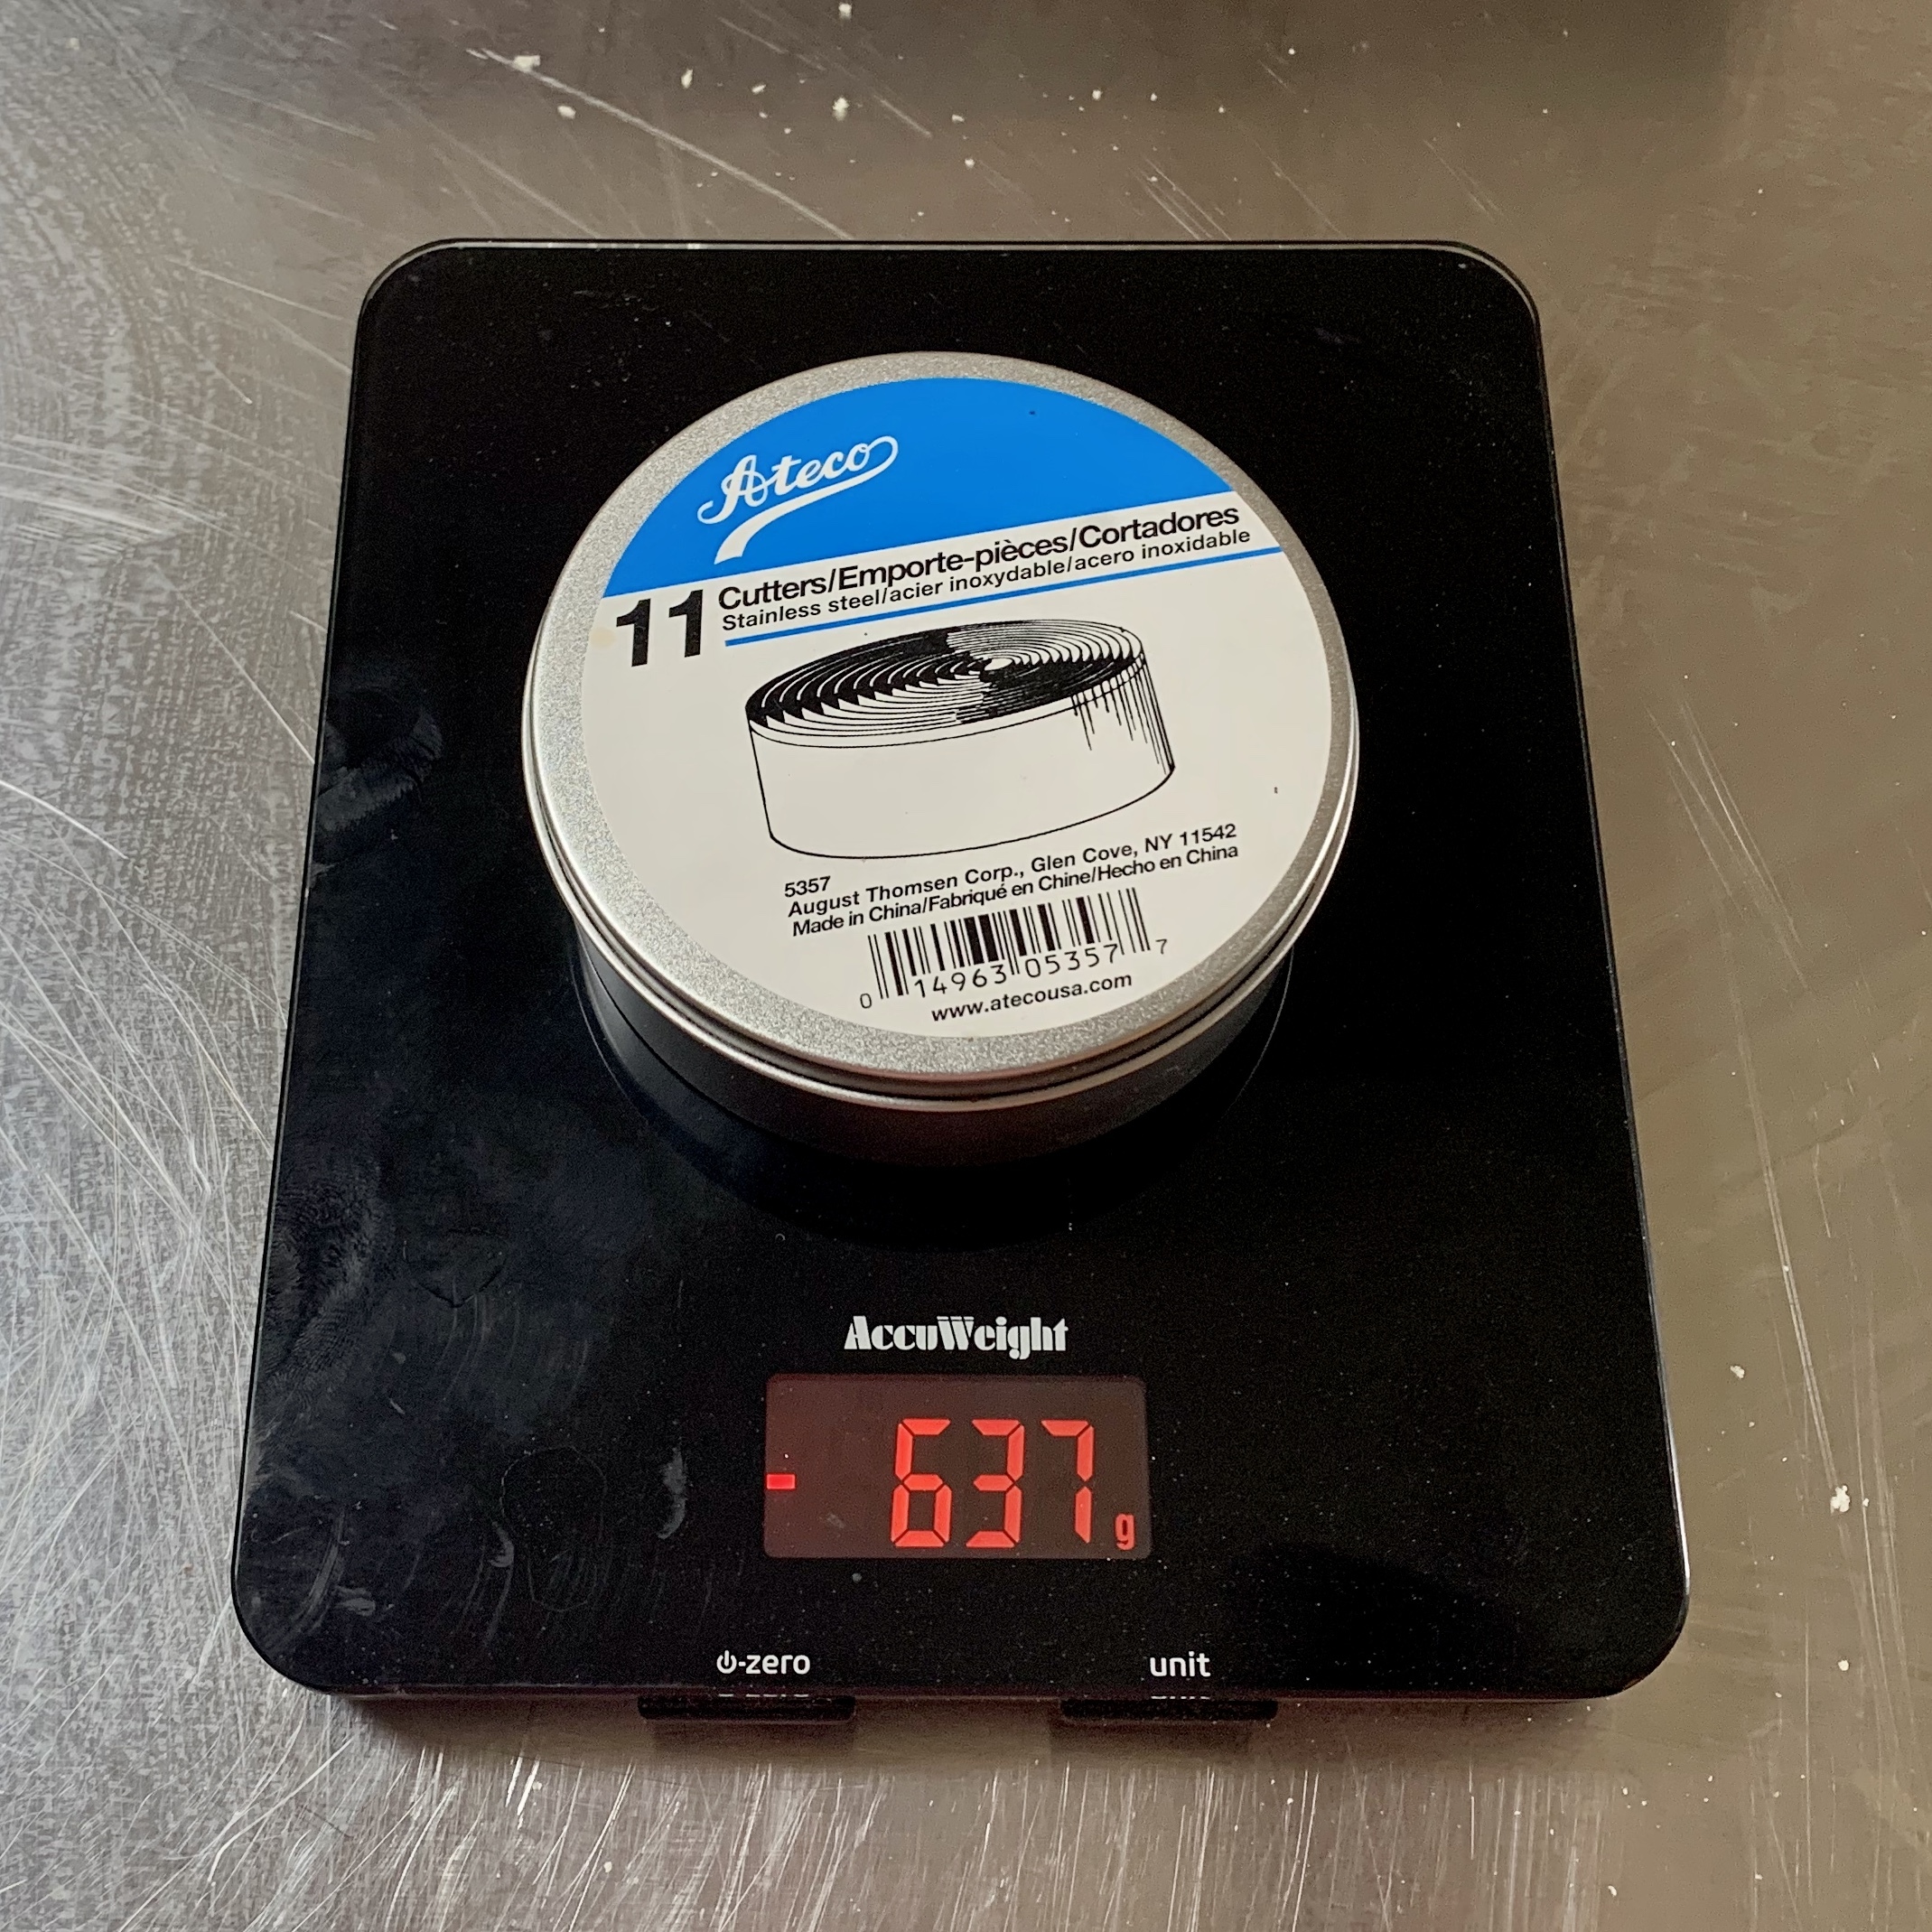 Ateco
11 Cutters/Emporte-pièces/Cortadores
Stainless steel/acier inoxydable/acero inoxidable
5357
August Thomsen Corp., Glen Cove, NY 11542
Made in China/Fabriqué en Chine/Hecho en China
0 14963 05357 7
www.atecousa.com
AccuWeight
- 637 g
-zero
unit